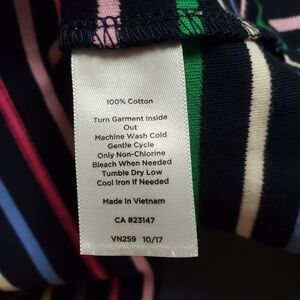 100% Cotton
Turn Garment Inside
Out
Machine Wash Cold
Gentle Cycle
Only Non-Chlorine
Bleach When Needed
Tumble Dry Low
Cool Iron if Needed
Made in Vietnam
CA #23147
VN259 10/17